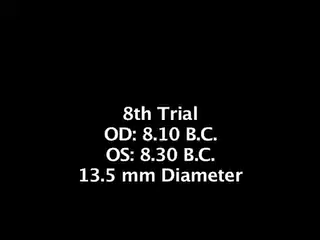 8th Trial
OD: 8.10 B.C.
OS: 8.30 B.C.
13.5 mm Diameter